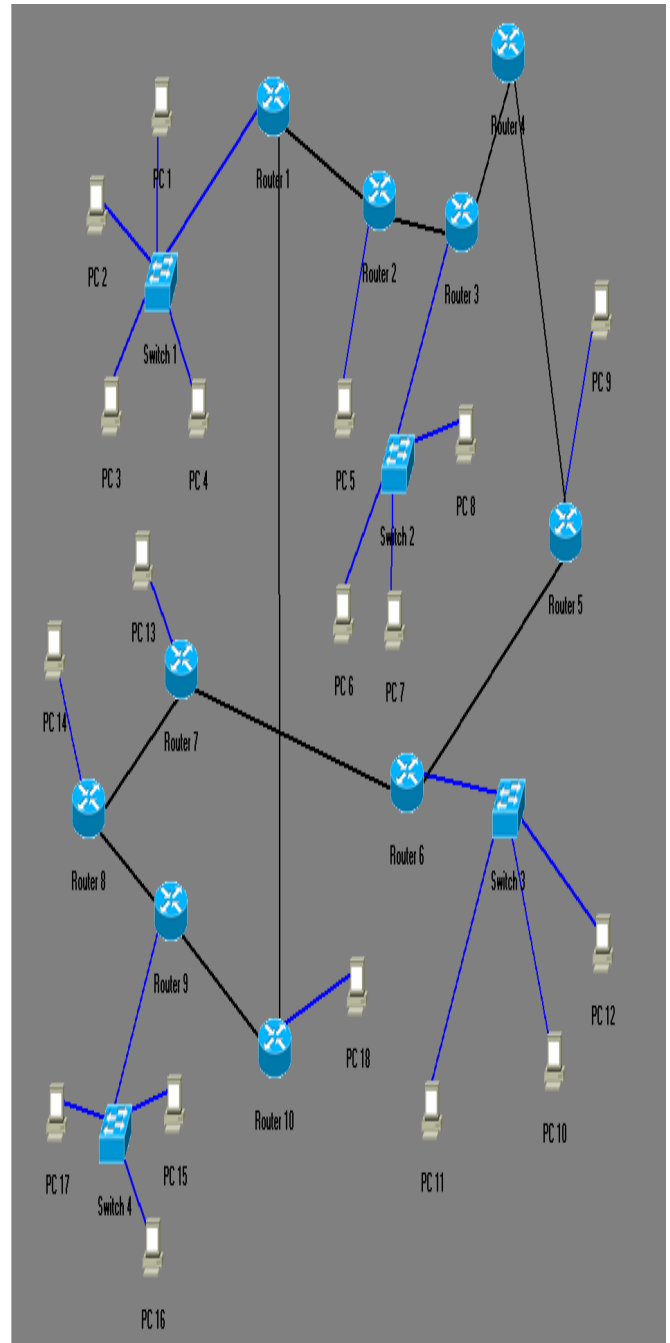 Router 4
PC 1
Router 1
PC 2
Router 2
Router 3
Switch 1
PC 9
PC 3
PC 4
PC 5
PC 8
Switch 2
Router 5
PC 13
PC 6
PC 7
PC 14
Router 7
Router 6
Router 8
Switch 3
Router 9
PC 12
PC 18
PC 10
Router 10
PC 15
PC 17
PC 11
Switch 4
PC 16